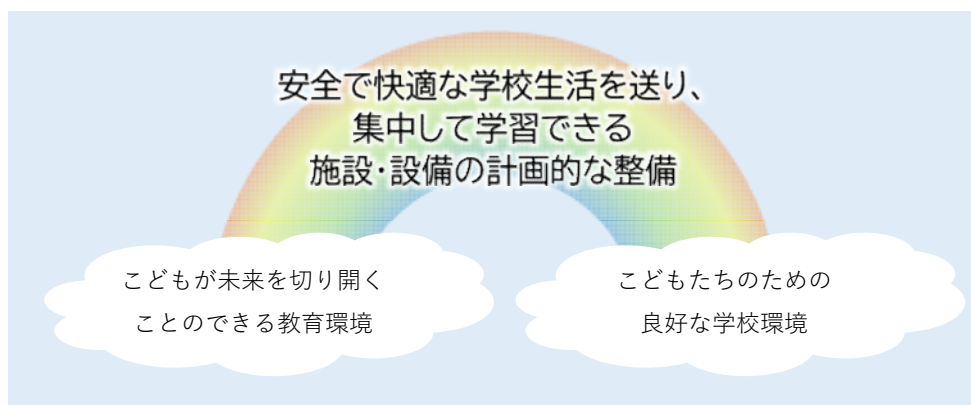 安全で快適な学校生活を送り、
集中して学習できる
施設・設備の計画的な整備
こどもが未来を切り開く
ことのできる教育環境
こどもたちのための
良好な学校環境